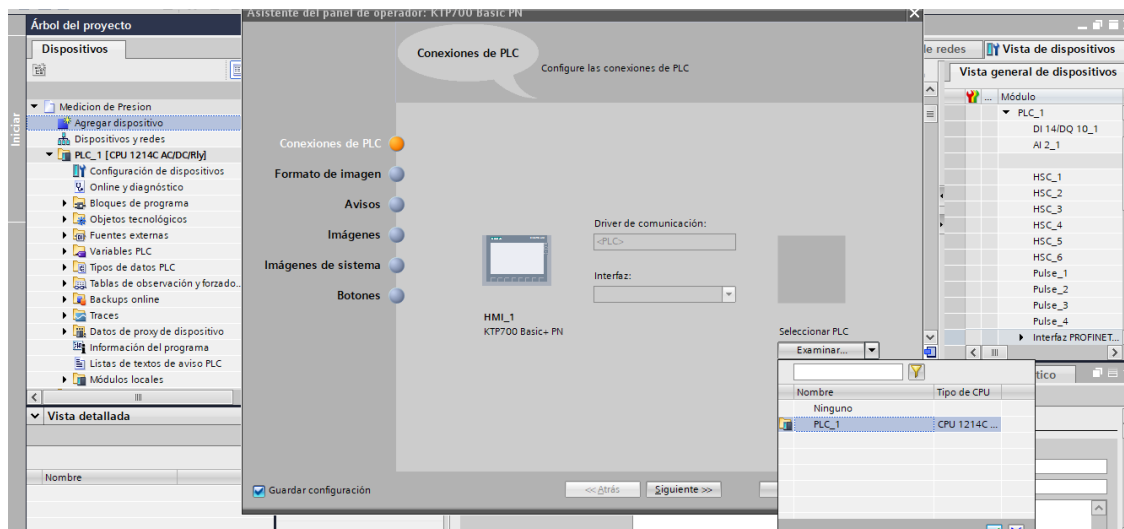 Asistente del panel de operador: KTP700 Basic PN
Árbol del proyecto
Dispositivos
Iniciar
Medicion de Presion
Agregar dispositivo
Dispositivos y redes
PLC_1 [CPU 1214C AC/DC/Rly]
Configuración de dispositivos
Online y diagnóstico
Bloques de programa
Objetos tecnológicos
Fuentes externas
Variables PLC
Tipos de datos PLC
Tablas de observación y forzado...
Backups online
Traces
Datos de proxy de dispositivo
Información del programa
Listas de textos de aviso PLC
Módulos locales
Vista detallada
Nombre
Conexiones de PLC
Configure las conexiones de PLC
Conexiones de PLC
Formato de imagen
Avisos
Imágenes
Imágenes de sistema
Botones
Driver de comunicación:
<PLC>
Interfaz:
HMI_1
KTP700 Basic+ PN
Seleccionar PLC
Examinar...
Nombre
Tipo de CPU
Ninguno
PLC_1
CPU 1214C ...
Guardar configuración
<< Atrás
Siguiente >>
de redes
Vista de dispositivos
Vista general de dispositivos
... Módulo
PLC_1
DI 14/DQ 10_1
AI 2_1
HSC_1
HSC_2
HSC_3
HSC_4
HSC_5
HSC_6
Pulse_1
Pulse_2
Pulse_3
Pulse_4
Interfaz PROFINET...
tico